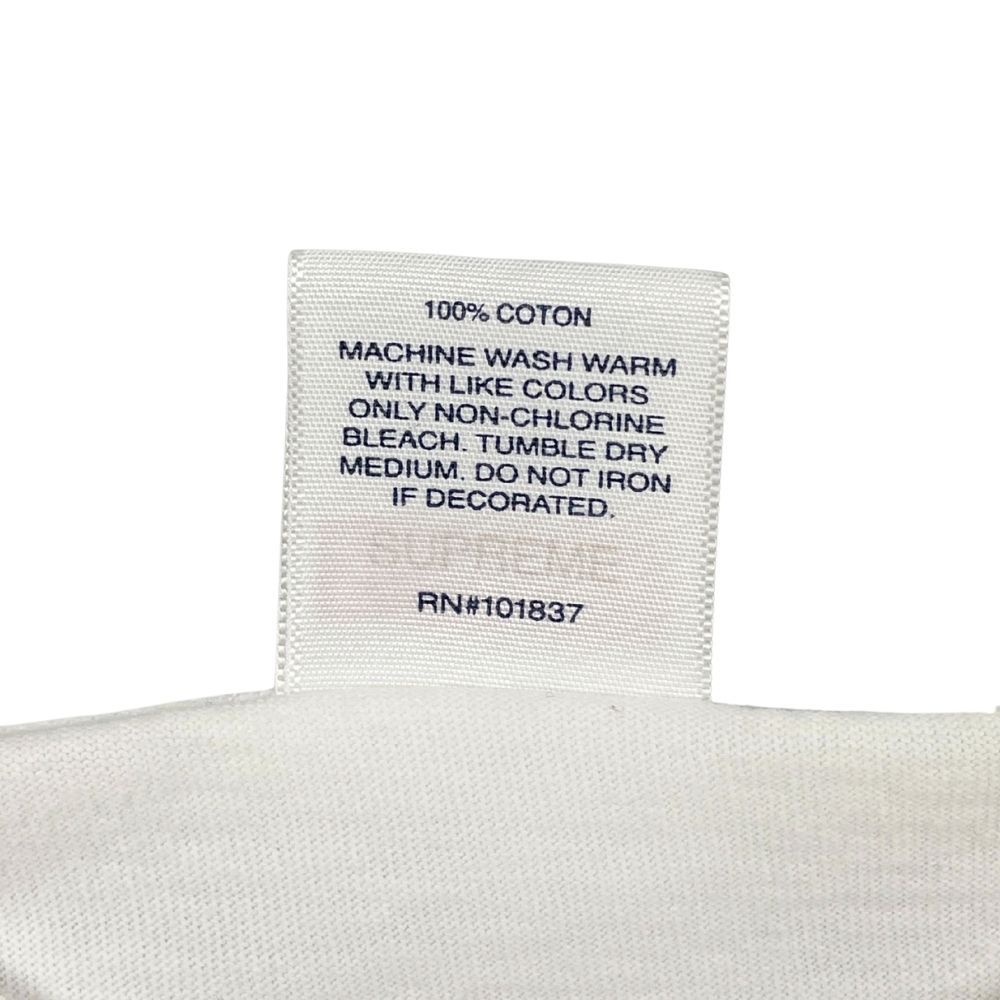 100% COTON
MACHINE WASH WARM
WITH LIKE COLORS
ONLY NON-CHLORINE
BLEACH. TUMBLE DRY
MEDIUM. DO NOT IRON
IF DECORATED.
SUPREME
RN#101837